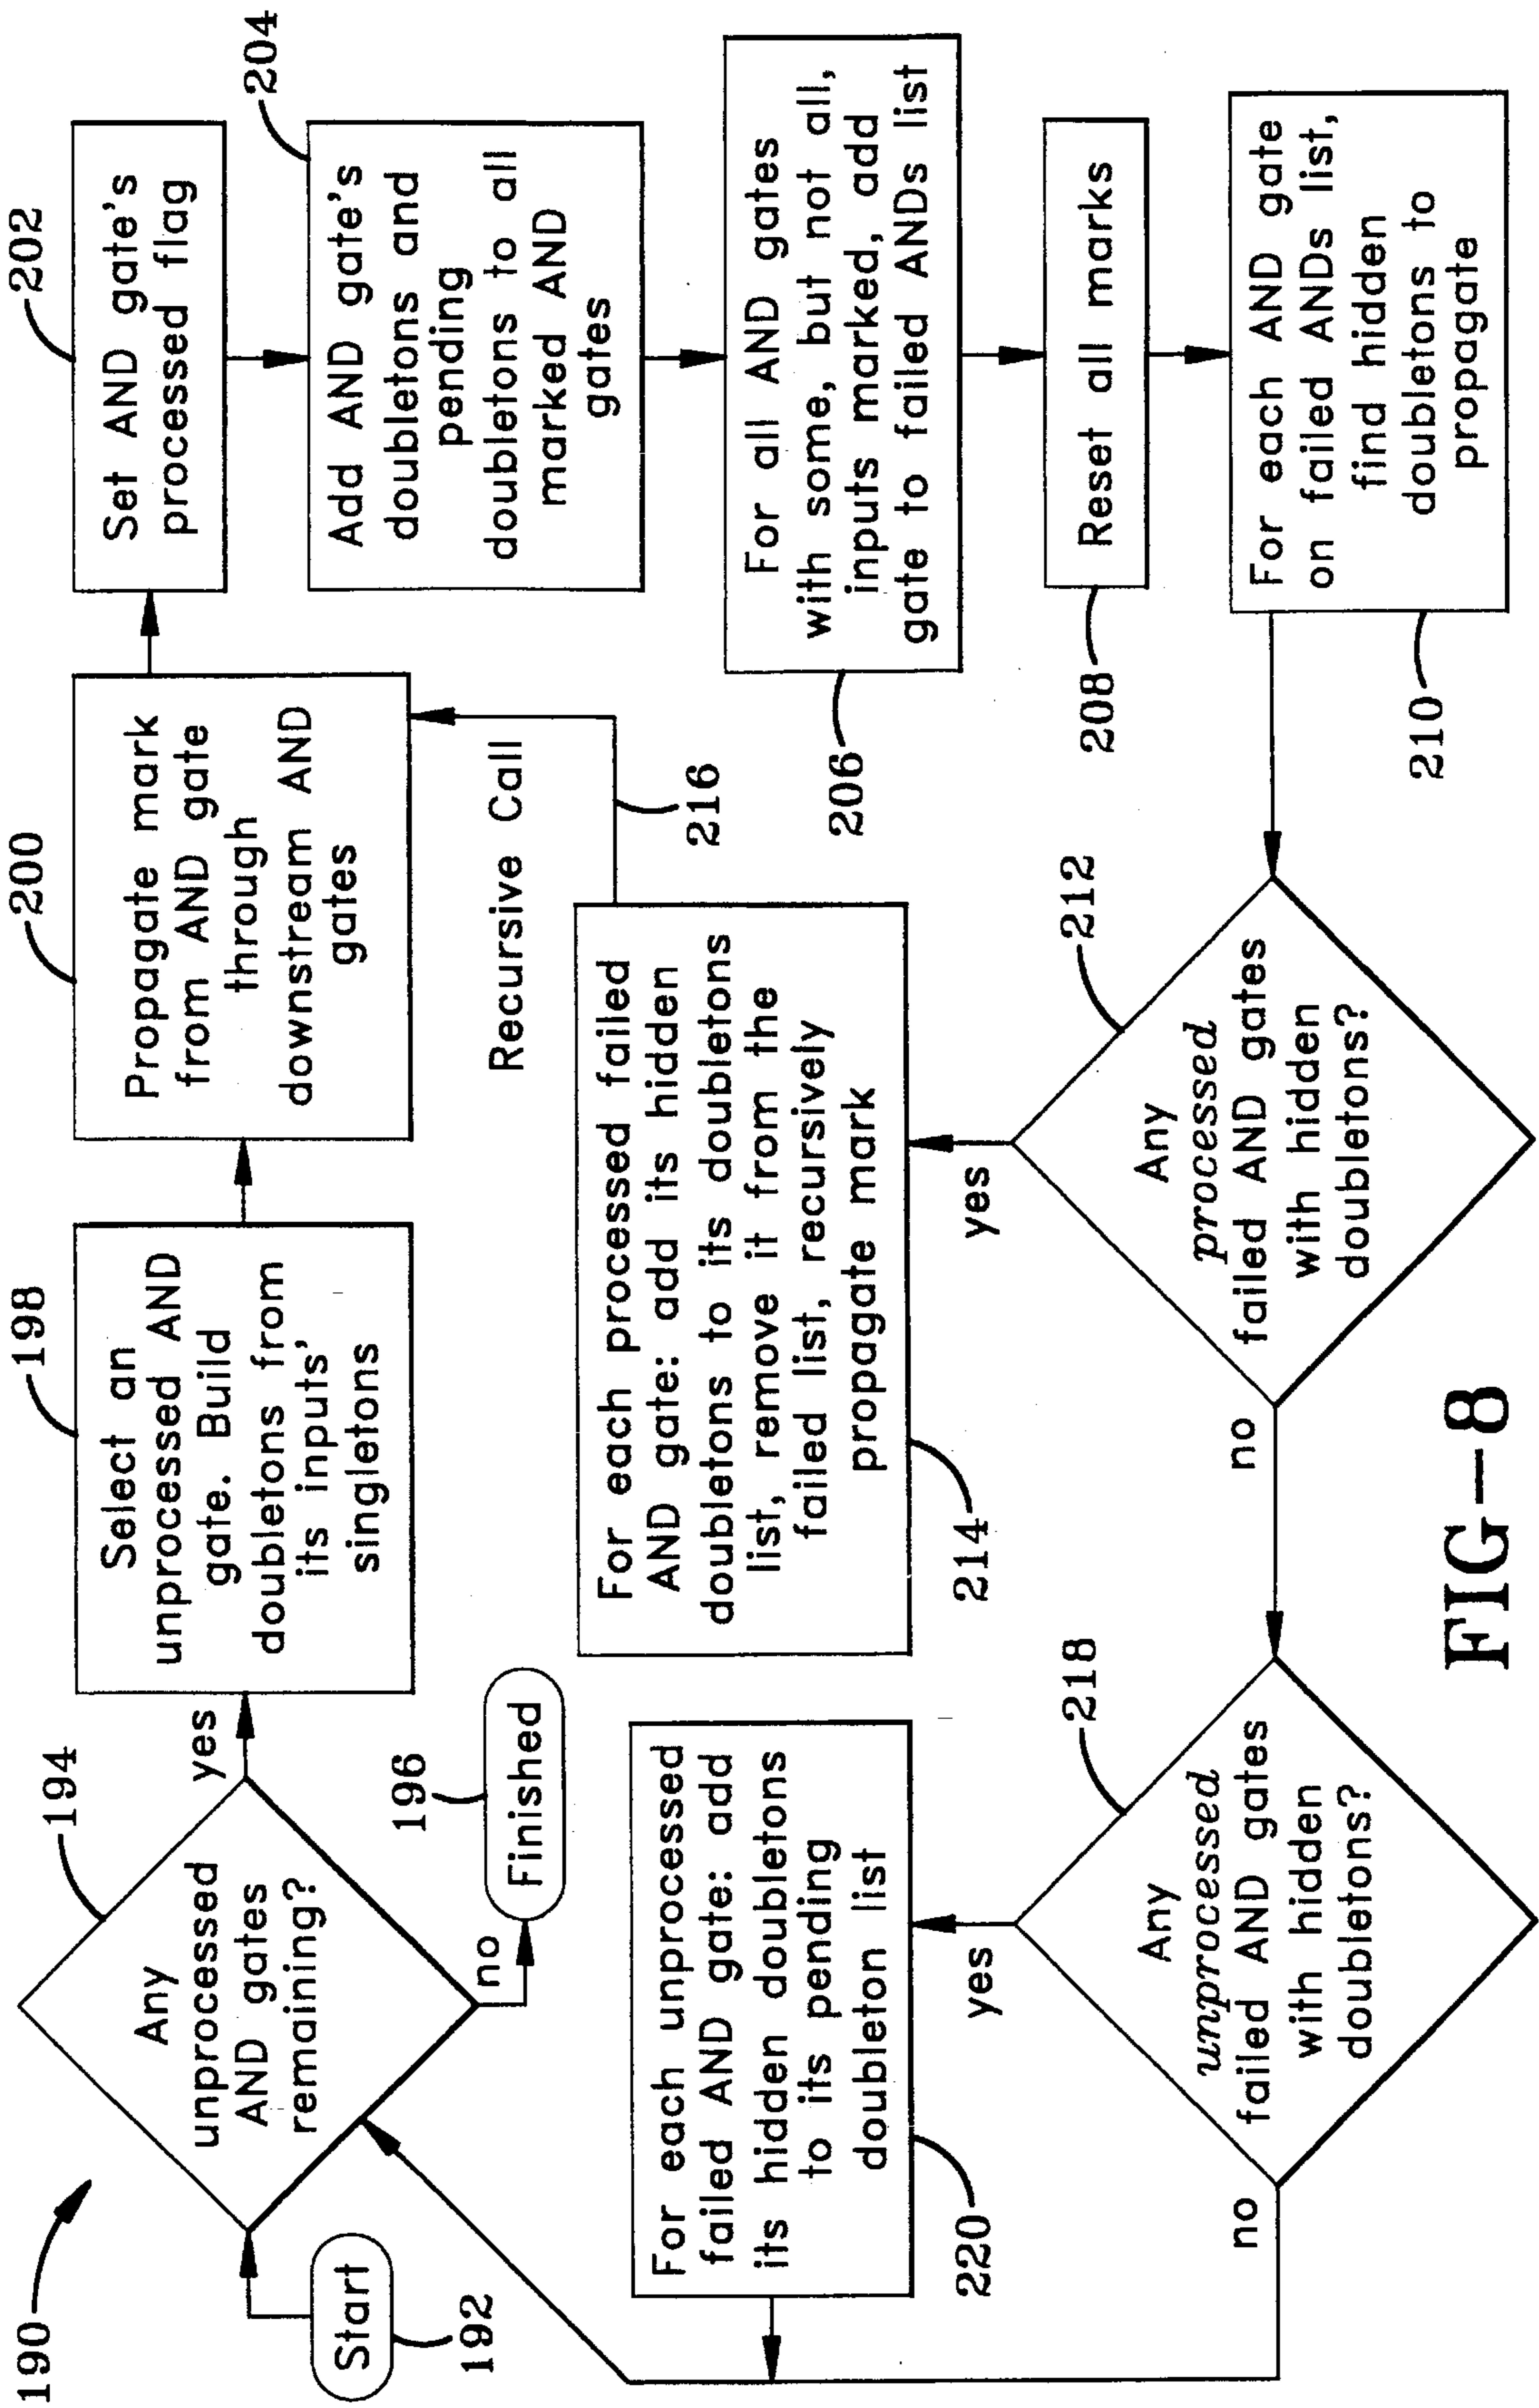 190
192
Start
194
Any
unprocessed
AND gates
remaining?
yes
no
196
Finished
198
Select an
unprocessed AND
gate. Build
doubletons from
its inputs'
singletons
200
Propagate mark
from AND gate
through
downstream AND
gates
202
Set AND gate's
processed flag
204
Add AND gate's
doubletons and
pending
doubletons to all
marked AND
gates
206
For all AND gates
with some, but not all,
inputs marked, add
gate to failed ANDs list
208
Reset all marks
210
For each AND gate
on failed ANDs list,
find hidden
doubletons to
propagate
212
Any
processed
failed AND gates
with hidden
doubletons?
yes
no
214
For each processed failed
AND gate: add its hidden
doubletons to its doubletons
list, remove it from the
failed list, recursively
propagate mark
216
Recursive Call
218
Any
unprocessed
failed AND gates
with hidden
doubletons?
yes
no
220
For each unprocessed
failed AND gate: add
its hidden doubletons
to its pending
doubleton list
FIG-8